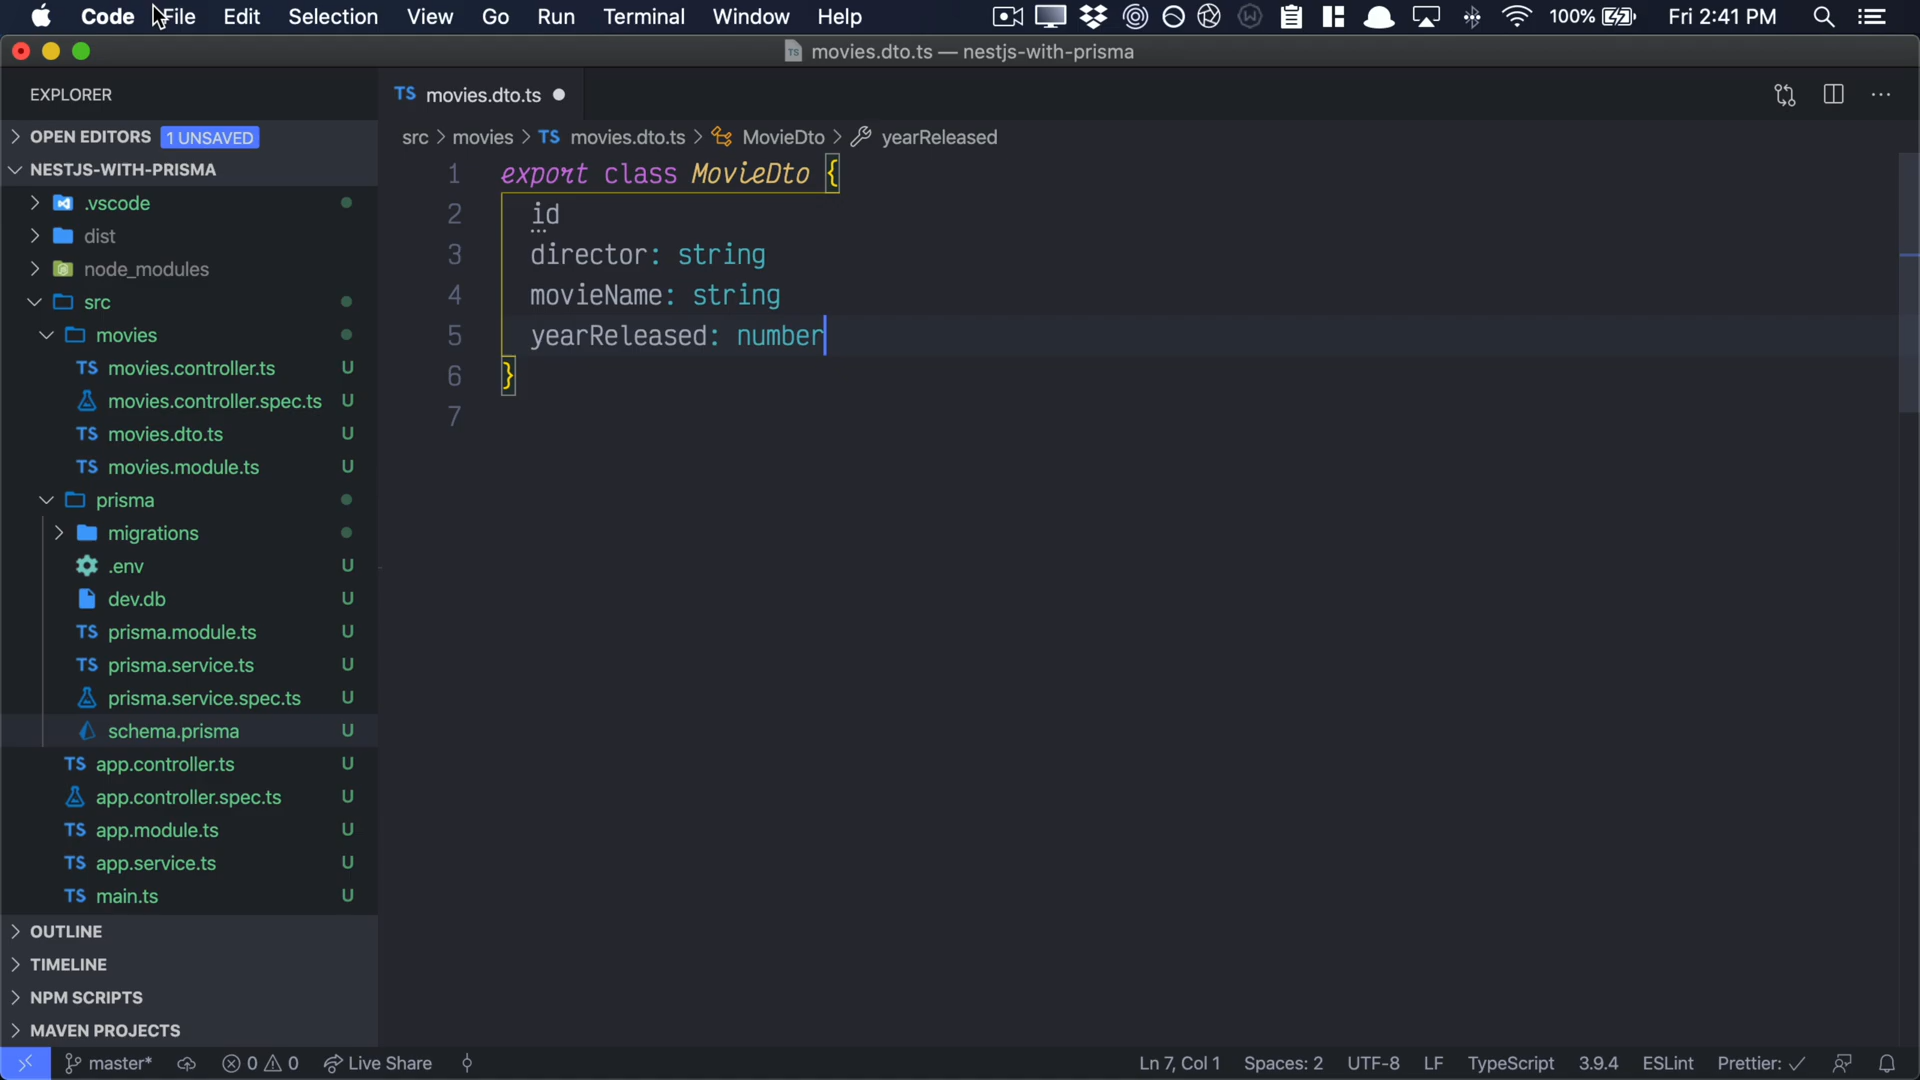 Code File Edit Selection View Go Run Terminal Window Help 100% Fri 2:41 PM
movies.dto.ts — nestjs-with-prisma
EXPLORER
OPEN EDITORS 1 UNSAVED
NESTJS-WITH-PRISMA
.vscode
dist
node_modules
src
movies
TS movies.controller.ts U
movies.controller.spec.ts U
TS movies.dto.ts U
TS movies.module.ts U
prisma
migrations
.env U
dev.db U
TS prisma.module.ts U
TS prisma.service.ts U
prisma.service.spec.ts U
schema.prisma U
TS app.controller.ts U
app.controller.spec.ts U
TS app.module.ts U
TS app.service.ts U
TS main.ts U
OUTLINE
TIMELINE
NPM SCRIPTS
MAVEN PROJECTS
TS movies.dto.ts
src > movies > TS movies.dto.ts > MovieDto > yearReleased
1 export class MovieDto {
2 id
3 director: string
4 movieName: string
5 yearReleased: number
6 }
7
master* 0 0 Live Share Ln 7, Col 1 Spaces: 2 UTF-8 LF TypeScript 3.9.4 ESLint Prettier: ✓